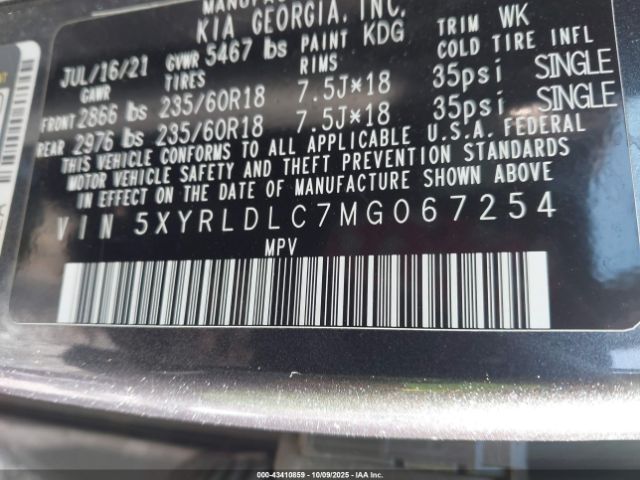 KIA GEORGIA, INC.
JUL/16/21 GVWR 5467 lbs PAINT KDG TRIM WK
GAWR TIRES RIMS COLD TIRE INFL
FRONT 2866 lbs 235/60R18 7.5J*18 35psi SINGLE
REAR 2976 lbs 235/60R18 7.5J*18 35psi SINGLE
THIS VEHICLE CONFORMS TO ALL APPLICABLE U.S.A. FEDERAL
MOTOR VEHICLE SAFETY AND THEFT PREVENTION STANDARDS
IN EFFECT ON THE DATE OF MANUFACTURE SHOWN ABOVE.
VIN 5XYRLDLC7MG067254
MPV
00-43410859 | 10/09/2025 | IAA Inc.